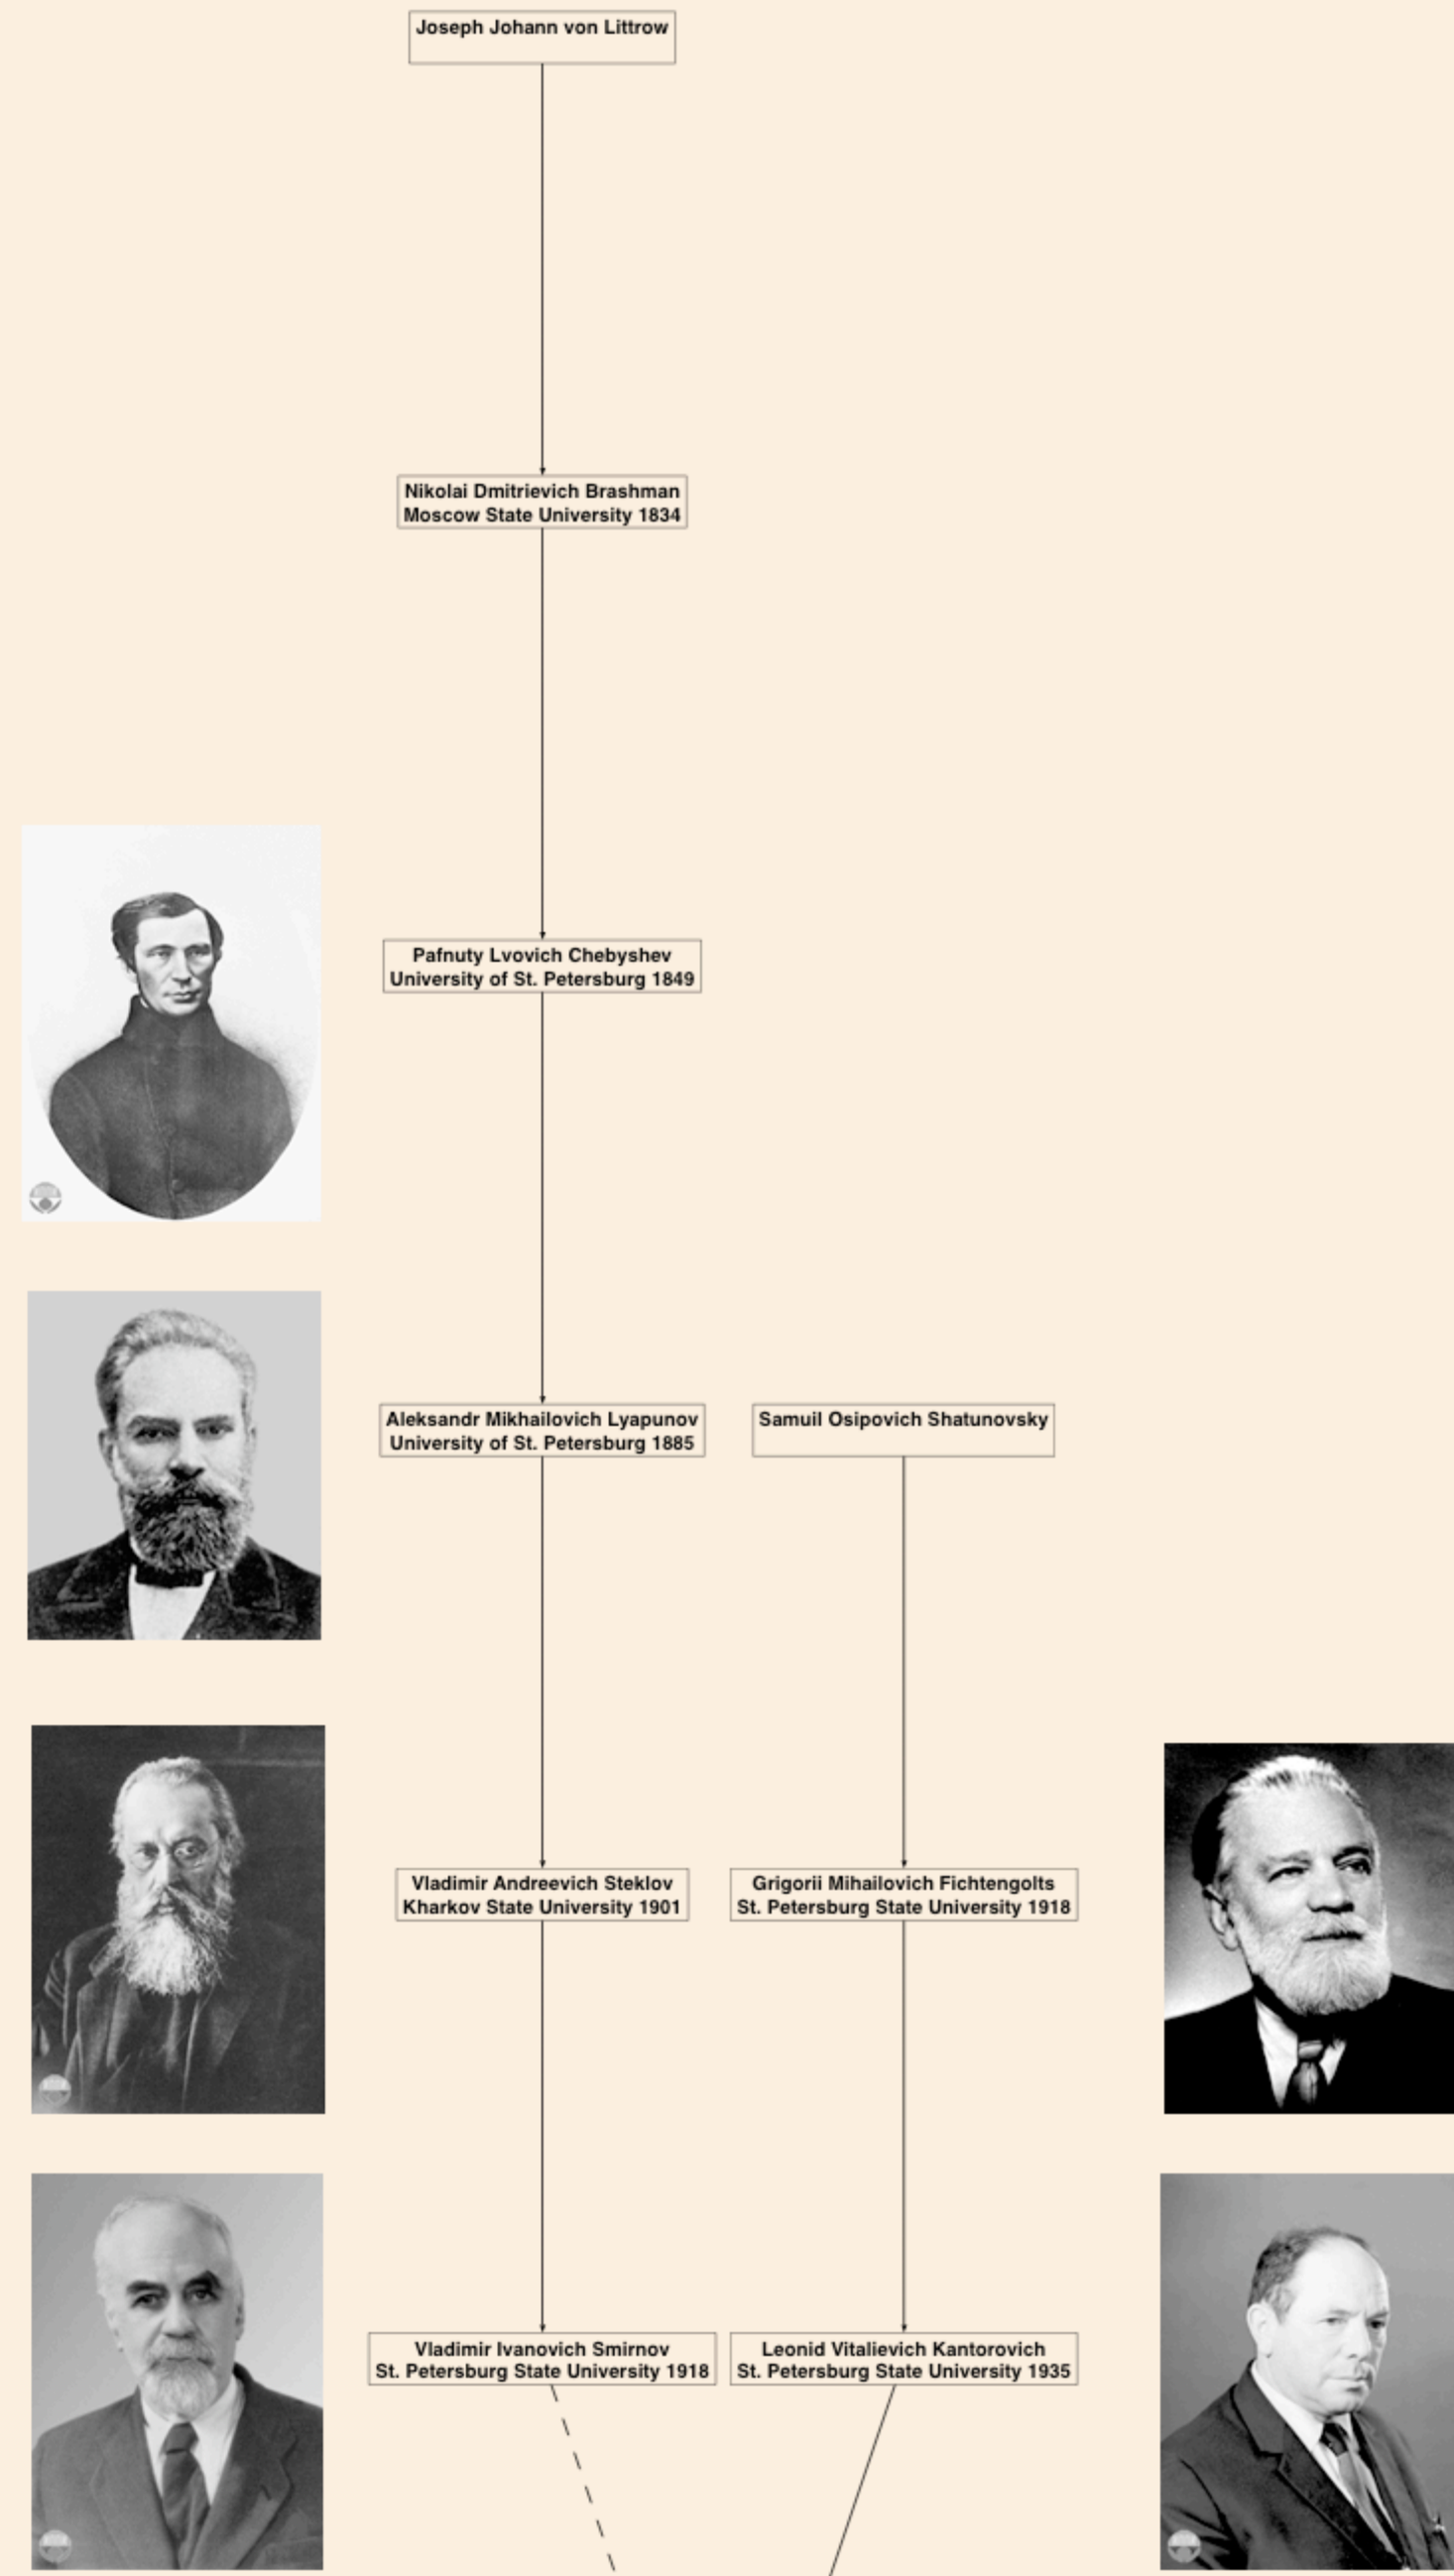 Joseph Johann von Littrow
Nikolai Dmitrievich Brashman
Moscow State University 1834
Pafnuty Lvovich Chebyshev
University of St. Petersburg 1849
Aleksandr Mikhailovich Lyapunov
University of St. Petersburg 1885
Samuil Osipovich Shatunovsky
Vladimir Andreevich Steklov
Kharkov State University 1901
Grigorii Mihailovich Fichtengolts
St. Petersburg State University 1918
Vladimir Ivanovich Smirnov
St. Petersburg State University 1918
Leonid Vitalievich Kantorovich
St. Petersburg State University 1935